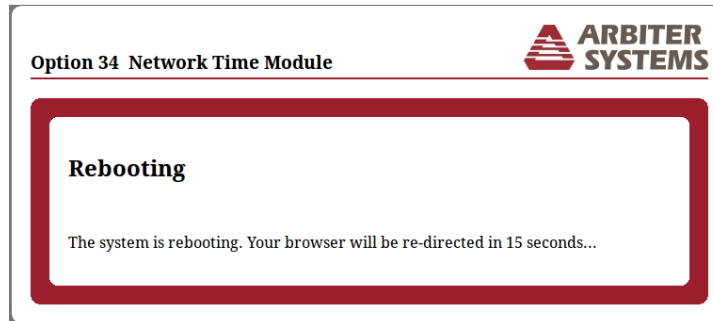 Option 34  Network Time Module
ARBITER
SYSTEMS
Rebooting
The system is rebooting. Your browser will be re-directed in 15 seconds...